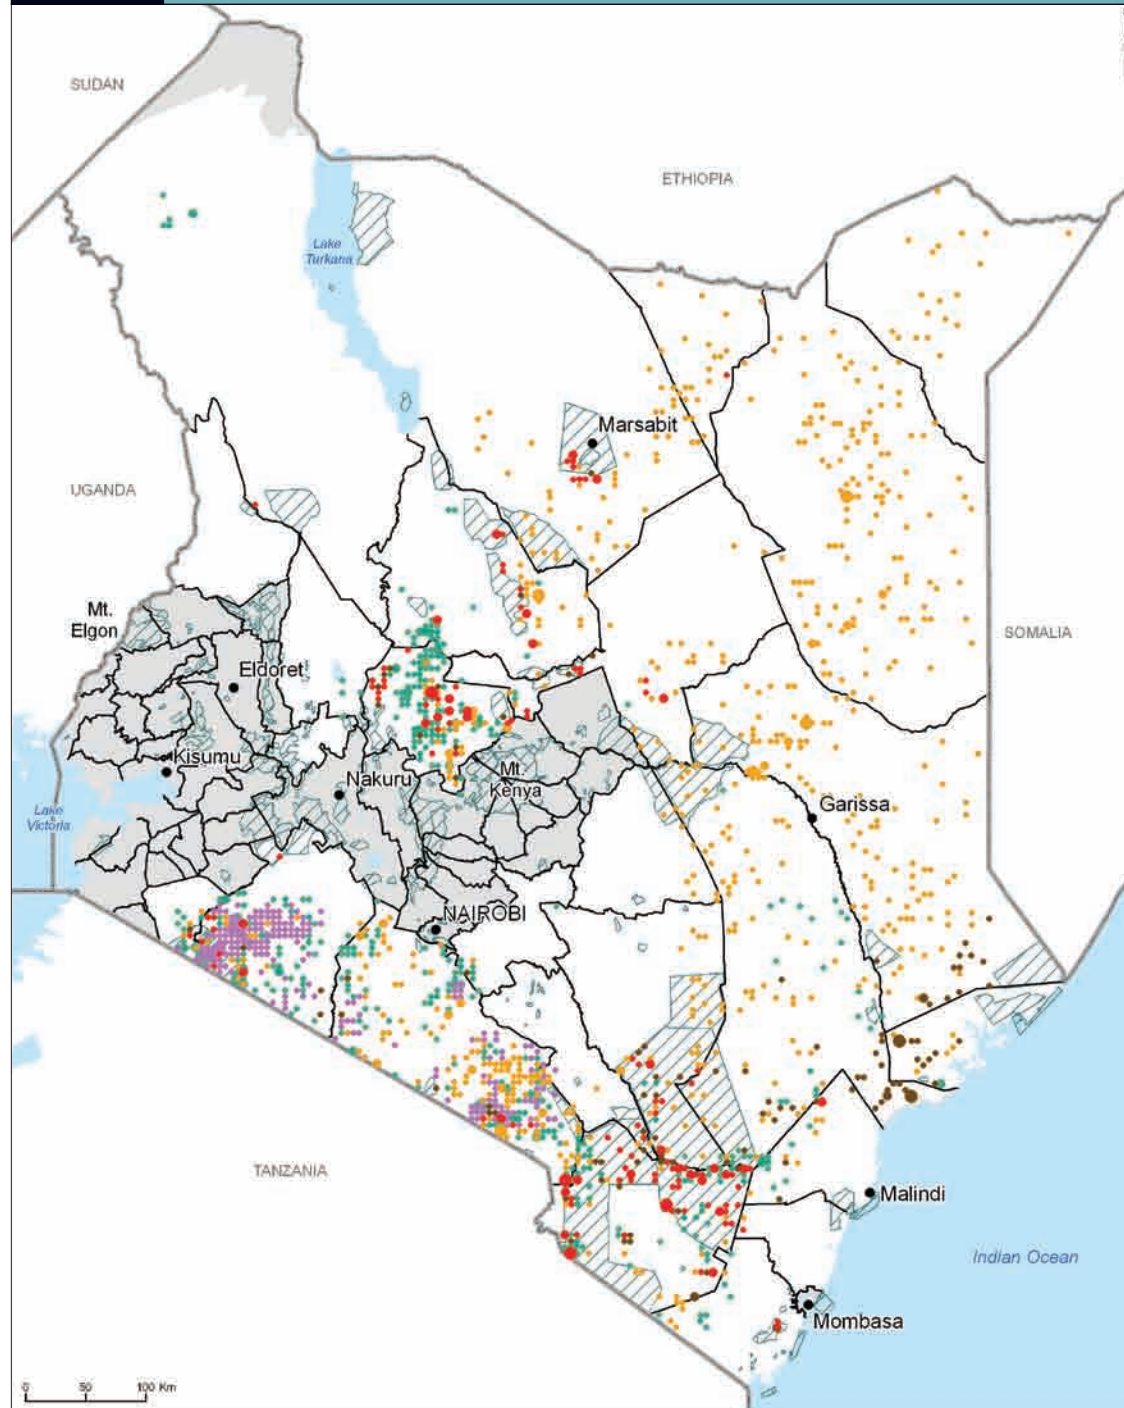 SUDAN
ETHIOPIA
Lake
Turkana
Marsabit
UGANDA
Mt.
Elgon
SOMALIA
Eldoret
Kisumu
Nakuru
Mt.
Kenya
Garissa
Lake
Victoria
NAIROBI
TANZANIA
Malindi
Indian Ocean
Mombasa
0 50 100 Km